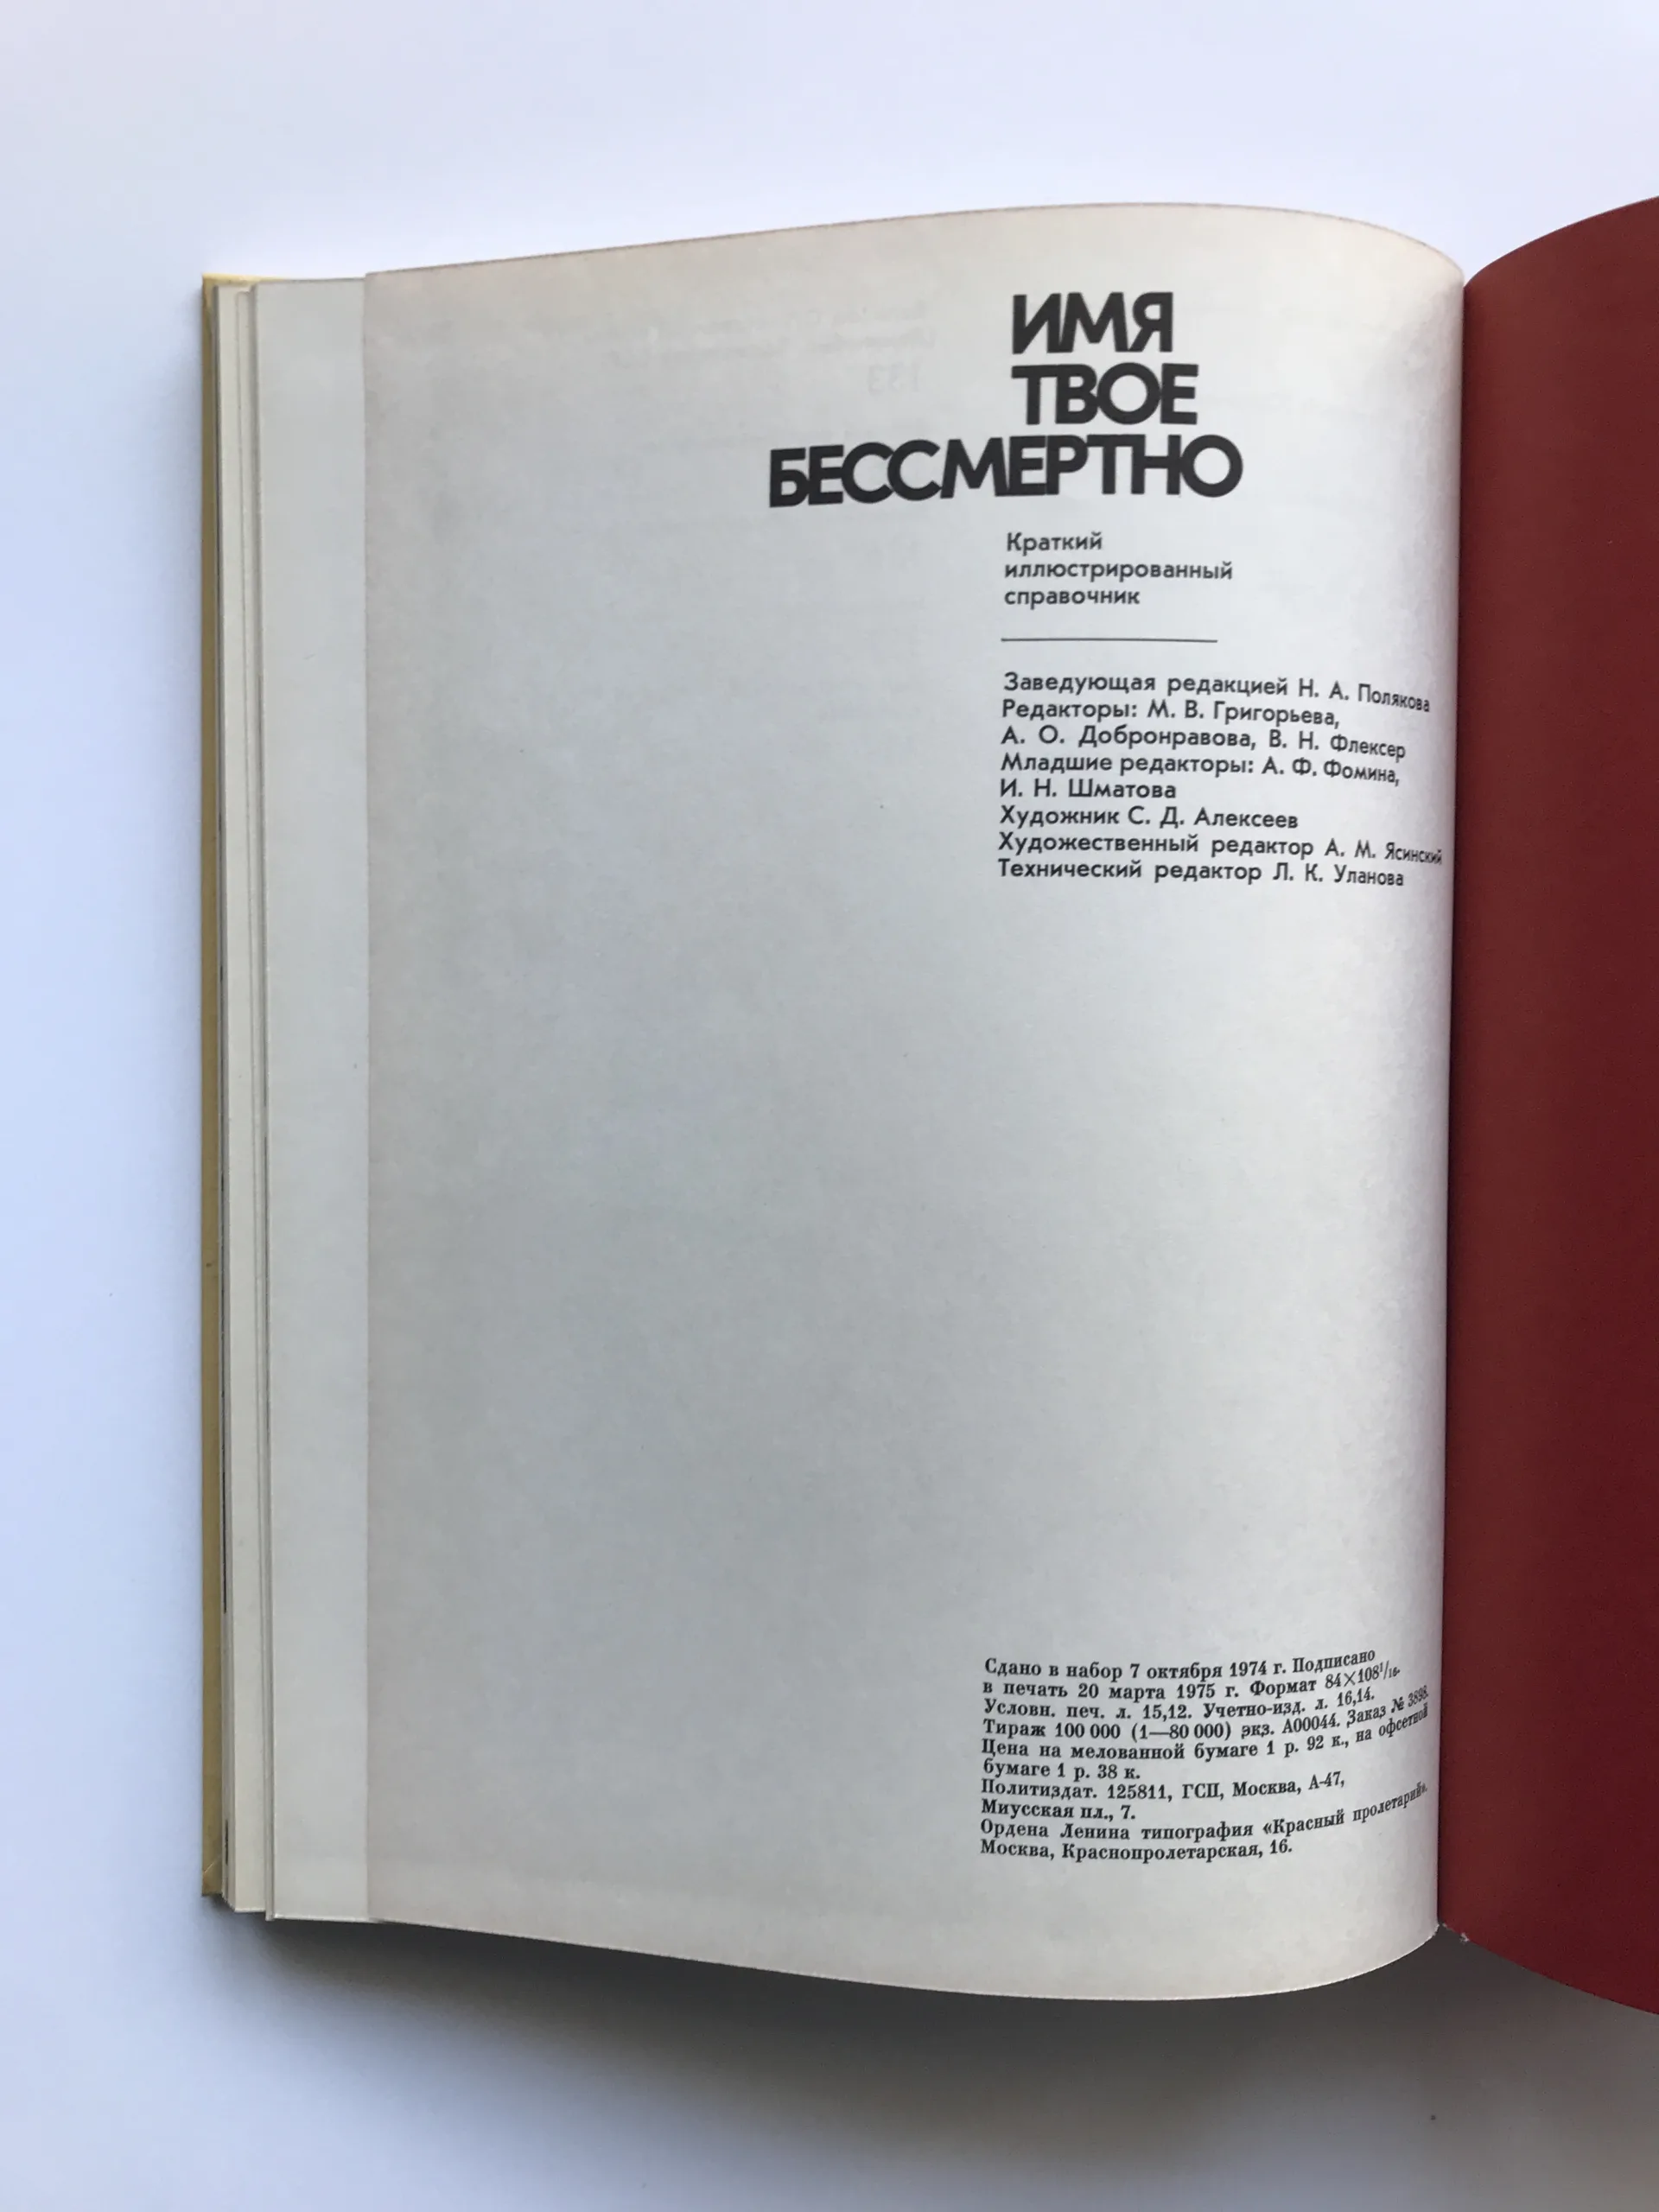 ИМЯ
ТВОЕ
БЕССМЕРТНО
Краткий
иллюстрированный
справочник
Заведующая редакцией Н. А. Полякова
Редакторы: М. В. Григорьева,
А. О. Добронравова, В. Н. Флексер
Младшие редакторы: А. Ф. Фомина,
И. Н. Шматова
Художник С. Д. Алексеев
Художественный редактор А. М. Ясинский
Технический редактор Л. К. Уланова
Сдано в набор 7 октября 1974 г. Подписано
в печать 20 марта 1975 г. Формат 84×108¹/₁₆.
Условн. печ. л. 15,12. Учетно-изд. л. 16,14.
Тираж 100 000 (1—80 000) экз. А00044. Заказ № 3898.
Цена на мелованной бумаге 1 р. 92 к., на офсетной
бумаге 1 р. 38 к.
Политиздат. 125811, ГСП, Москва, А-47,
Миусская пл., 7.
Ордена Ленина типография «Красный пролетарий».
Москва, Краснопролетарская, 16.